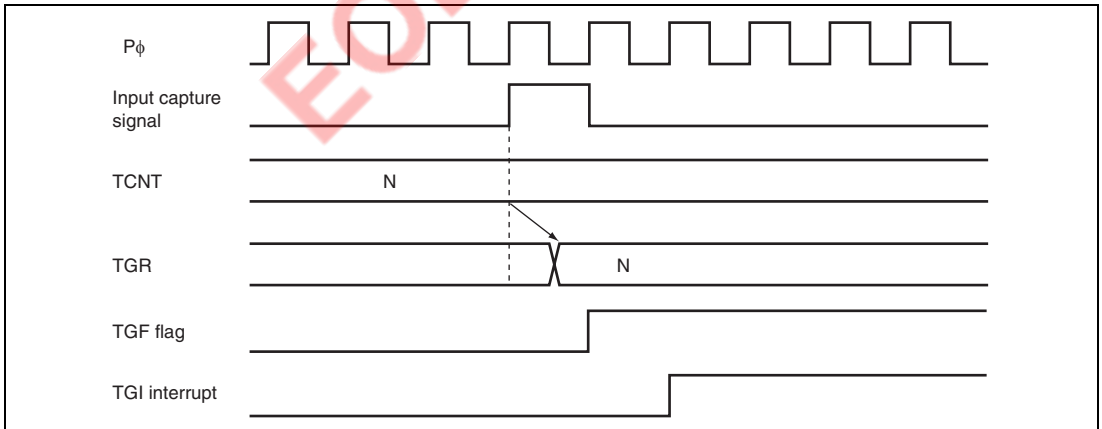 Pϕ
Input capture
signal
TCNT
N
TGR
N
TGF flag
TGI interrupt